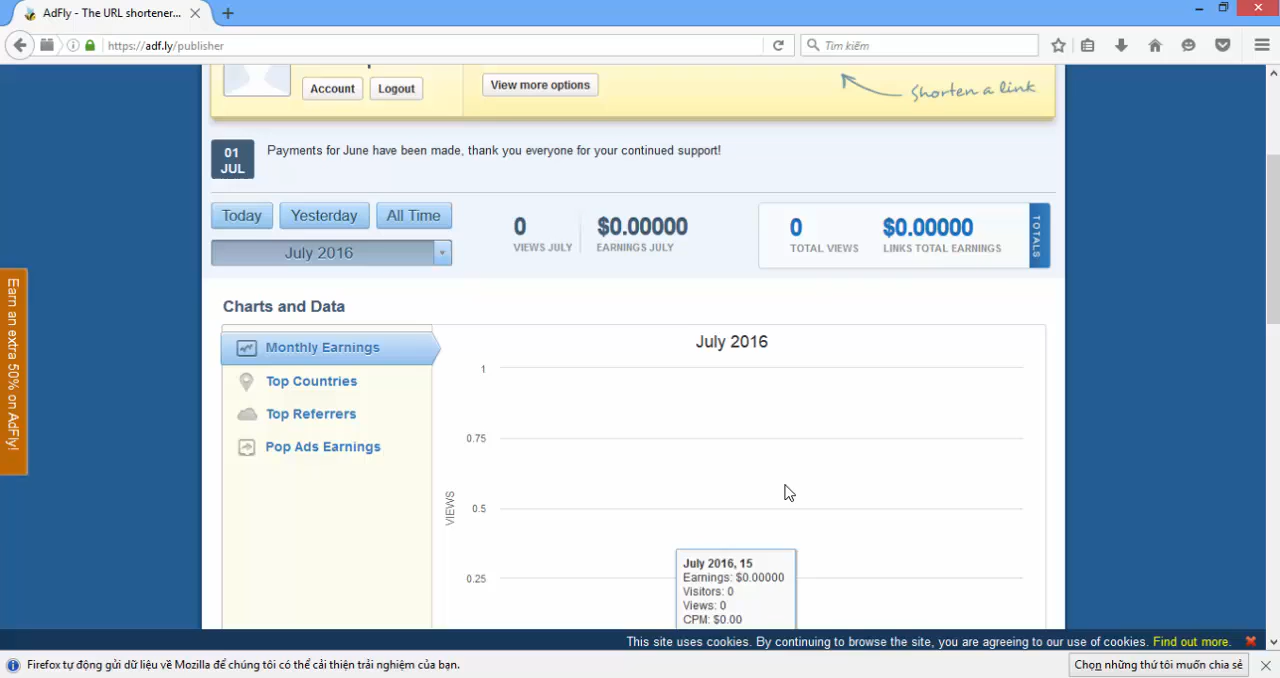 AdFly - The URL shortener...
https://adf.ly/publisher
Tìm kiếm
Account
Logout
View more options
Shorten a link
01
JUL
Payments for June have been made, thank you everyone for your continued support!
Today
Yesterday
All Time
July 2016
0
VIEWS JULY
$0.00000
EARNINGS JULY
0
TOTAL VIEWS
$0.00000
LINKS TOTAL EARNINGS
TOTALS
Earn an extra 50% on AdFly!
Charts and Data
Monthly Earnings
Top Countries
Top Referrers
Pop Ads Earnings
July 2016
1
0.75
VIEWS
0.5
0.25
July 2016, 15
Earnings: $0.00000
Visitors: 0
Views: 0
CPM: $0.00
This site uses cookies. By continuing to browse the site, you are agreeing to our use of cookies. Find out more.
Firefox tự động gửi dữ liệu về Mozilla để chúng tôi có thể cải thiện trải nghiệm của bạn.
Chọn những thứ tôi muốn chia sẻ